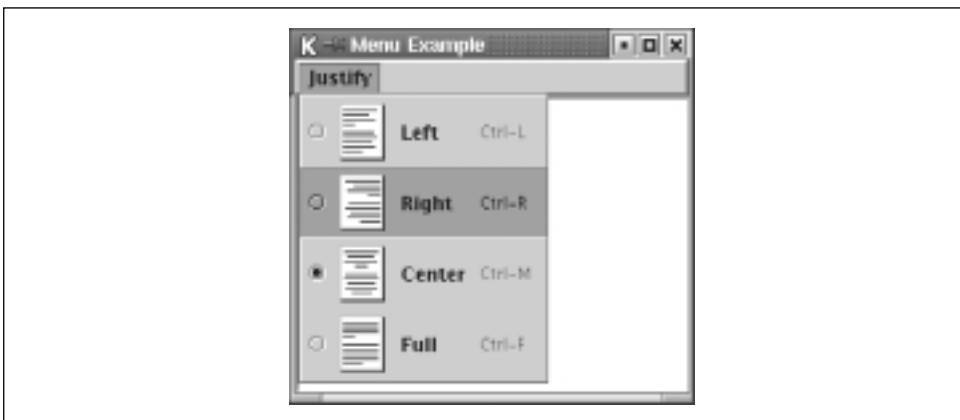 Menu Example
Justify
Left Ctrl-L
Right Ctrl-R
Center Ctrl-M
Full Ctrl-F